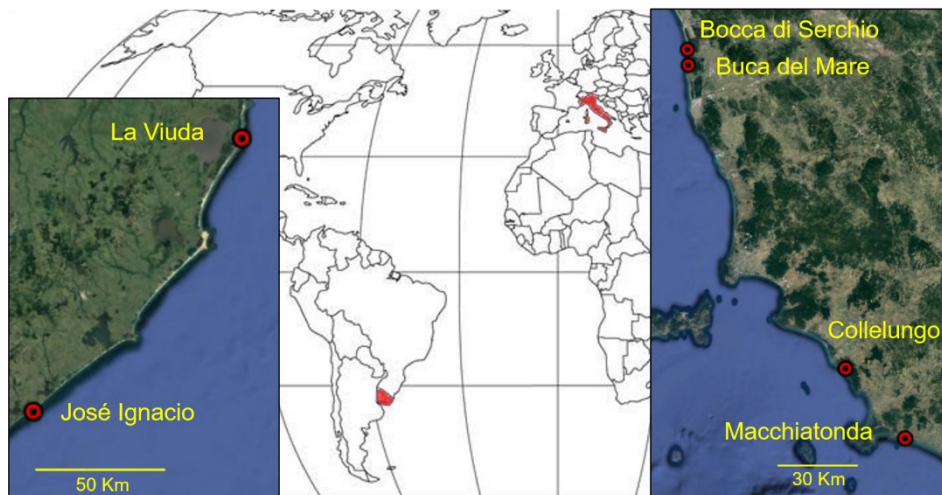 La Viuda
José Ignacio
50 Km
Bocca di Serchio
Buca del Mare
Collelungo
Macchiatonda
30 Km